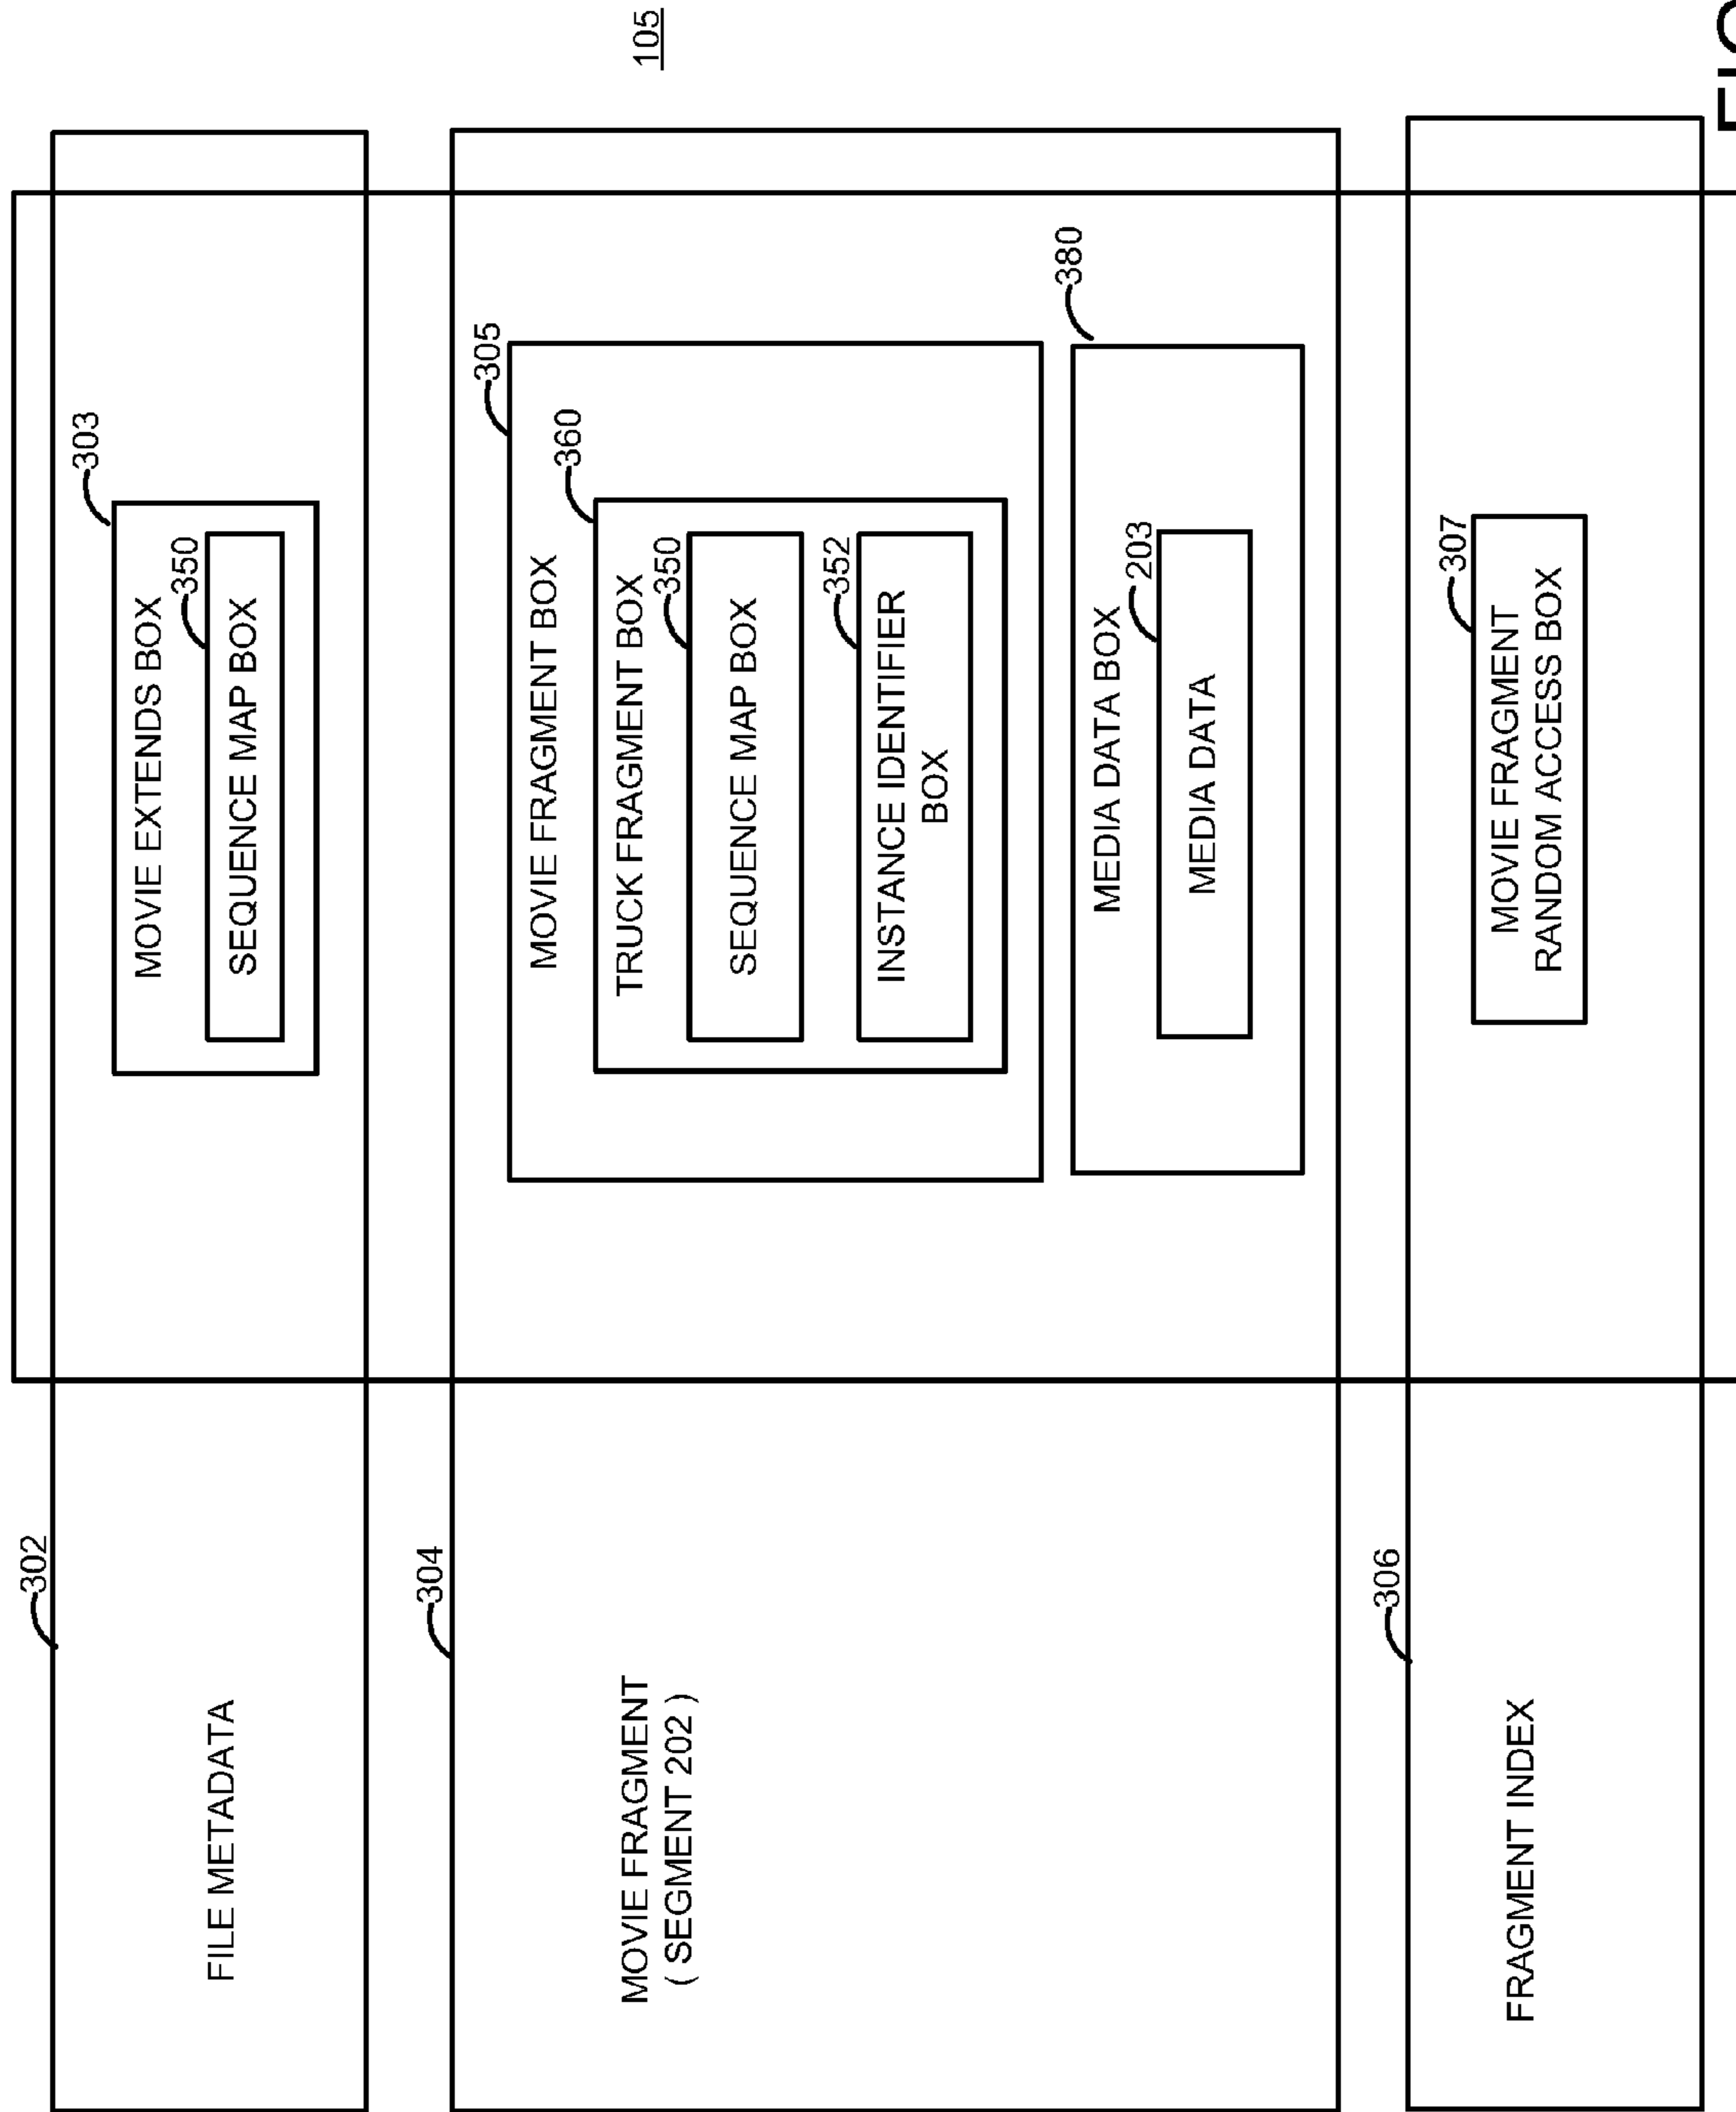 105
302
FILE METADATA
303
MOVIE EXTENDS BOX
350
SEQUENCE MAP BOX
304
MOVIE FRAGMENT
( SEGMENT 202 )
305
MOVIE FRAGMENT BOX
360
TRUCK FRAGMENT BOX
350
SEQUENCE MAP BOX
352
INSTANCE IDENTIFIER
BOX
380
MEDIA DATA BOX
203
MEDIA DATA
306
FRAGMENT INDEX
307
MOVIE FRAGMENT
RANDOM ACCESS BOX